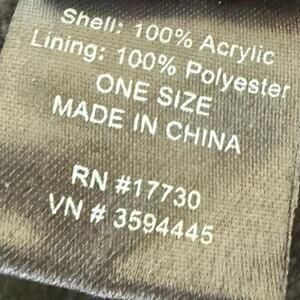 Shell: 100% Acrylic
Lining: 100% Polyester
ONE SIZE
MADE IN CHINA
RN #17730
VN # 3594445